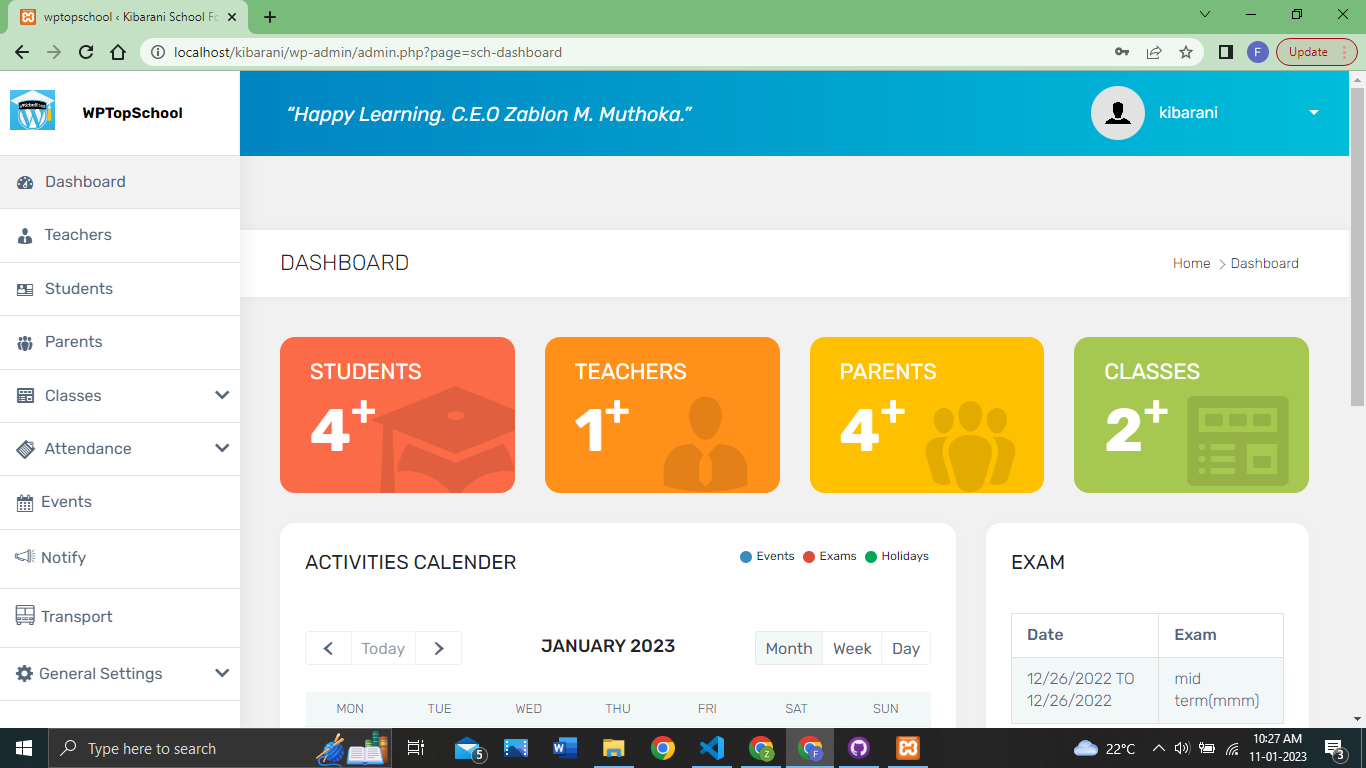 wptopschool ‹ Kibarani School Fo
localhost/kibarani/wp-admin/admin.php?page=sch-dashboard
F
Update
WPTopSchool
“Happy Learning. C.E.O Zablon M. Muthoka.”
kibarani
Dashboard
Teachers
Students
Parents
Classes
Attendance
Events
Notify
Transport
General Settings
DASHBOARD
Home
Dashboard
STUDENTS
4+
TEACHERS
1+
PARENTS
4+
CLASSES
2+
ACTIVITIES CALENDER
Events
Exams
Holidays
Today
JANUARY 2023
Month
Week
Day
MON
TUE
WED
THU
FRI
SAT
SUN
EXAM
Date
Exam
12/26/2022 TO
12/26/2022
mid
term(mmm)
Type here to search
5
Z
F
22°C
10:27 AM
11-01-2023
3